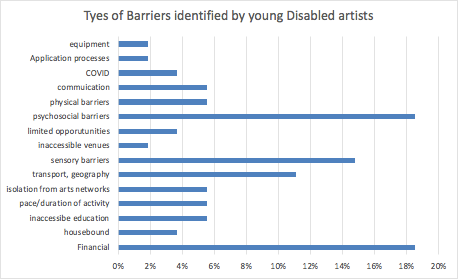 Tyes of Barriers identified by young Disabled artists
equipment
Application processes
COVID
commuication
physical barriers
psychosocial barriers
limited opporutunities
inaccessible venues
sensory barriers
transport, geography
isolation from arts networks
pace/duration of activity
inaccessibe education
housebound
Financial
0% 2% 4% 6% 8% 10% 12% 14% 16% 18% 20%